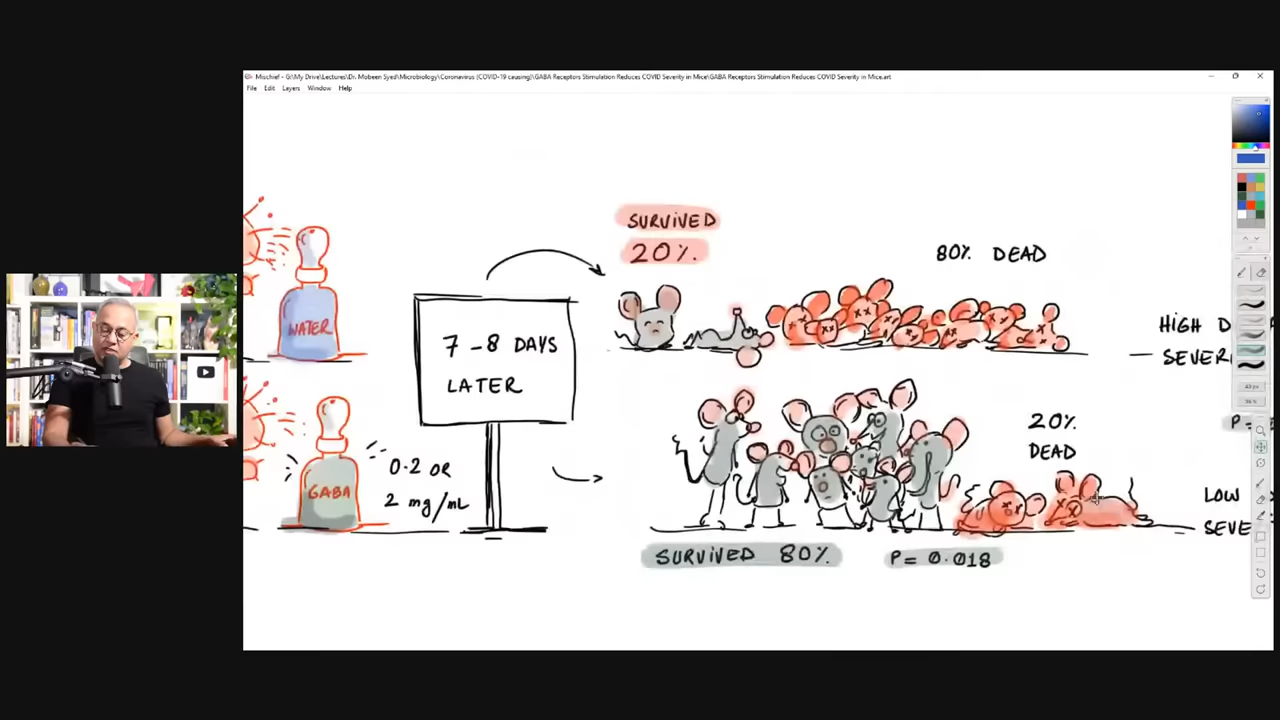 Mischief - G:\My Drive\Lectures\Dr. Mobeen Syed\Microbiology\Coronavirus (COVID-19 causing)\GABA Receptors Stimulation Reduces COVID Severity in Mice\GABA Receptors Stimulation Reduces COVID Severity in Mice.art
File Edit Layers Window Help
SURVIVED
20%.
80% DEAD
WATER
7-8 DAYS
LATER
HIGH D
SEVER
20%.
DEAD
P=
0.2 OR
2 mg/mL
GABA
LOW
SEVE
SURVIVED 80%.
P= 0.018